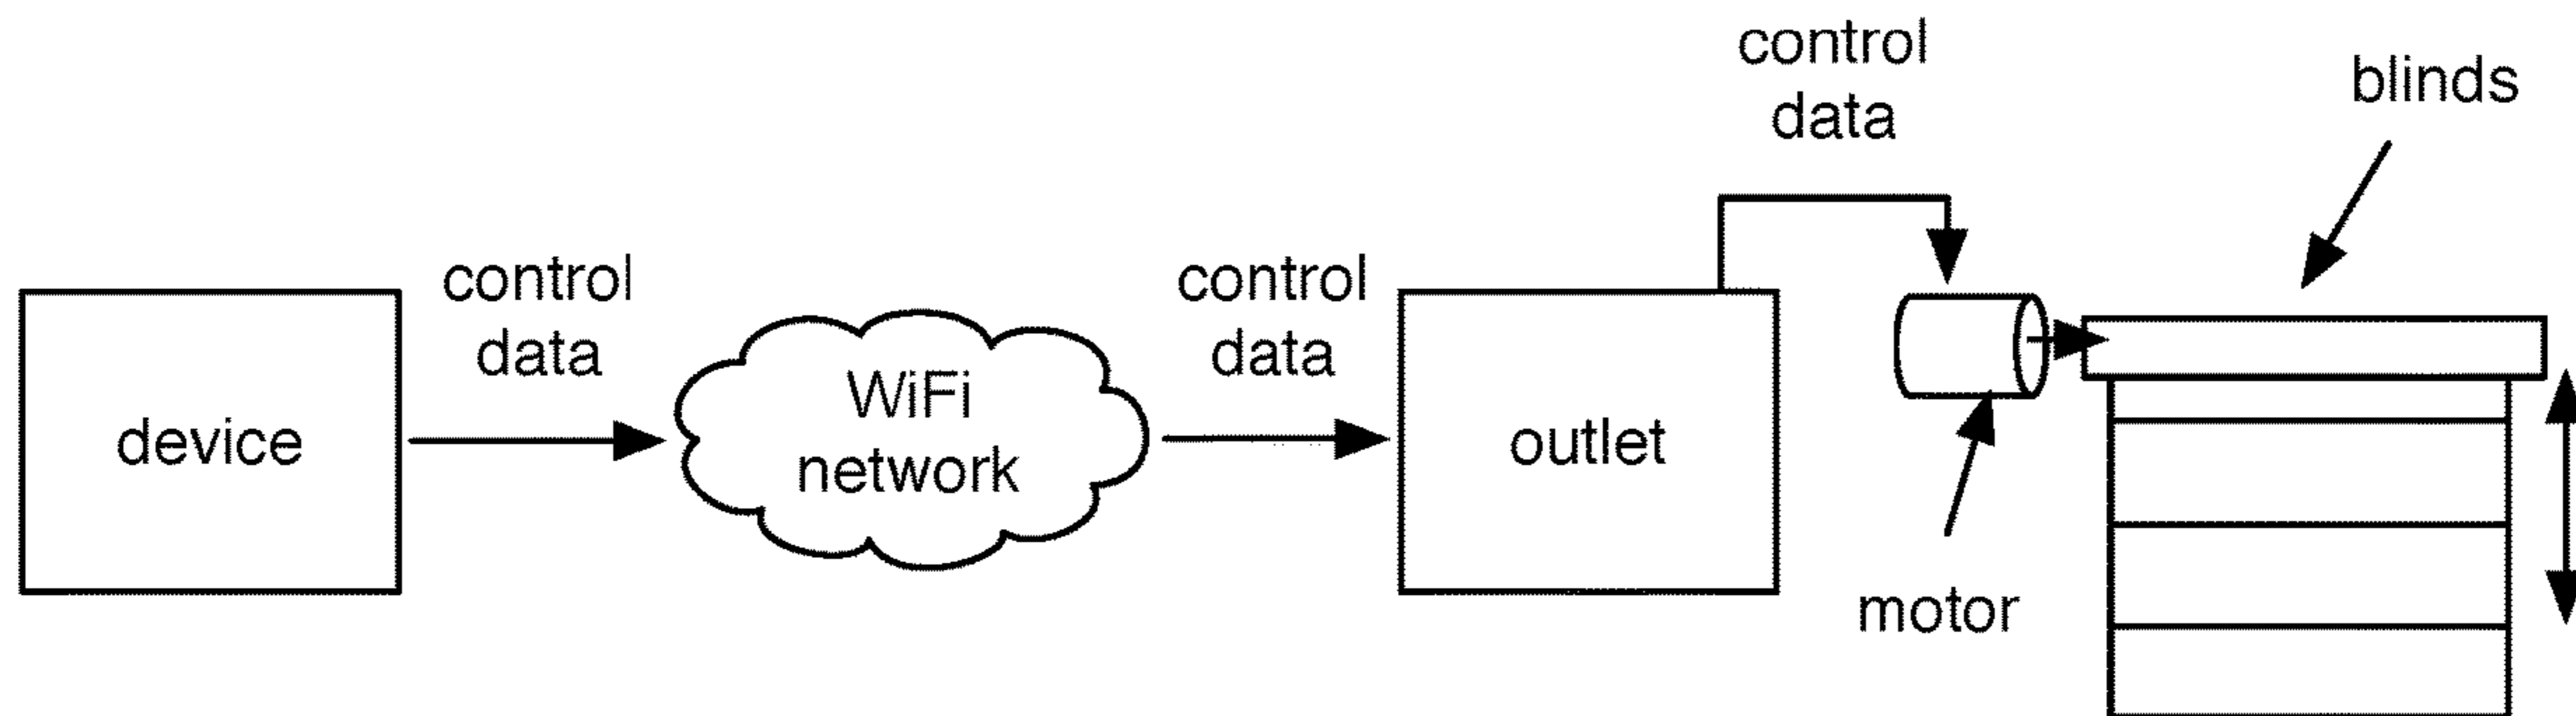 device
control
data
WiFi
network
control
data
outlet
control
data
motor
blinds